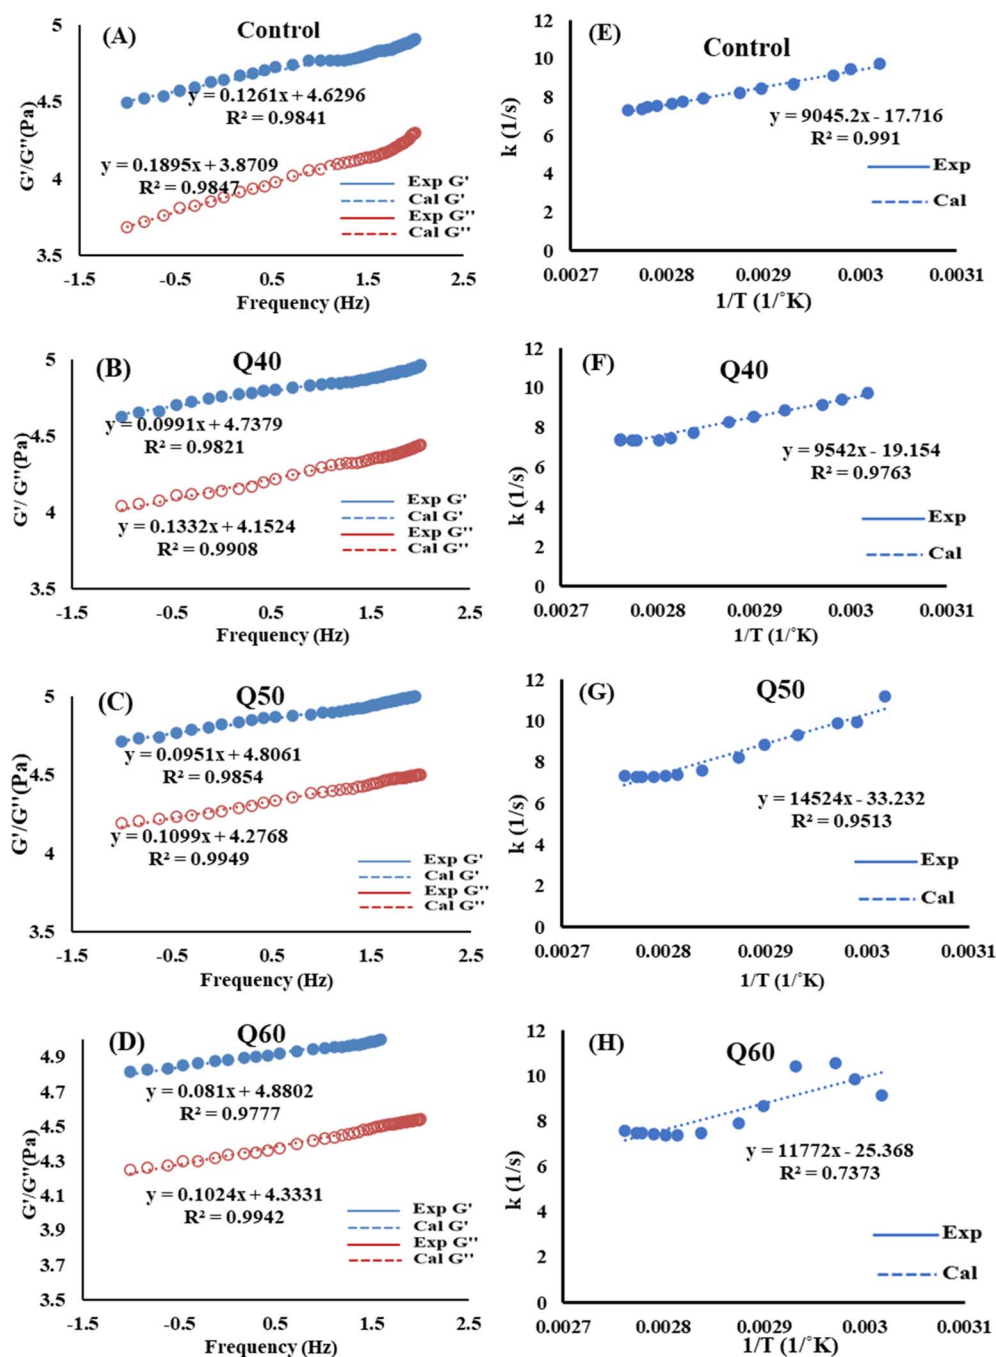 (A)
Control
5
4.5
4
3.5
G'/G''(Pa)
y = 0.1261x + 4.6296
R² = 0.9841
y = 0.1895x + 3.8709
R² = 0.9847
Exp G'
Cal G'
Exp G''
Cal G''
-1.5 -0.5 0.5 1.5 2.5
Frequency (Hz)
(E)
Control
12
10
8
6
4
2
0
k (1/s)
y = 9045.2x - 17.716
R² = 0.991
Exp
Cal
0.0027 0.0028 0.0029 0.003 0.0031
1/T (1/˚K)
(B)
Q40
5
4.5
4
3.5
G'/ G''(Pa)
y = 0.0991x + 4.7379
R² = 0.9821
y = 0.1332x + 4.1524
R² = 0.9908
Exp G'
Cal G'
Exp G''
Cal G''
-1.5 -0.5 0.5 1.5 2.5
Frequency (Hz)
(F)
Q40
12
10
8
6
4
2
0
k (1/s)
y = 9542x - 19.154
R² = 0.9763
Exp
Cal
0.0027 0.0028 0.0029 0.003 0.0031
1/T (1/˚K)
(C)
Q50
5
4.5
4
3.5
G'/G''(Pa)
y = 0.0951x + 4.8061
R² = 0.9854
y = 0.1099x + 4.2768
R² = 0.9949
Exp G'
Cal G'
Exp G''
Cal G''
-1.5 -0.5 0.5 1.5 2.5
Frequency (Hz)
(G)
Q50
12
10
8
6
4
2
0
k (1/s)
y = 14524x - 33.232
R² = 0.9513
Exp
Cal
0.0027 0.0028 0.0029 0.003 0.0031
1/T (1/˚K)
(D)
Q60
4.9
4.7
4.5
4.3
4.1
3.9
3.7
3.5
G'/G''(Pa)
y = 0.081x + 4.8802
R² = 0.9777
y = 0.1024x + 4.3331
R² = 0.9942
Exp G'
Cal G'
Exp G''
Cal G''
-1.5 -0.5 0.5 1.5 2.5
Frequency (Hz)
(H)
Q60
12
10
8
6
4
2
0
k (1/s)
y = 11772x - 25.368
R² = 0.7373
Exp
Cal
0.0027 0.0028 0.0029 0.003 0.0031
1/T (1/˚K)